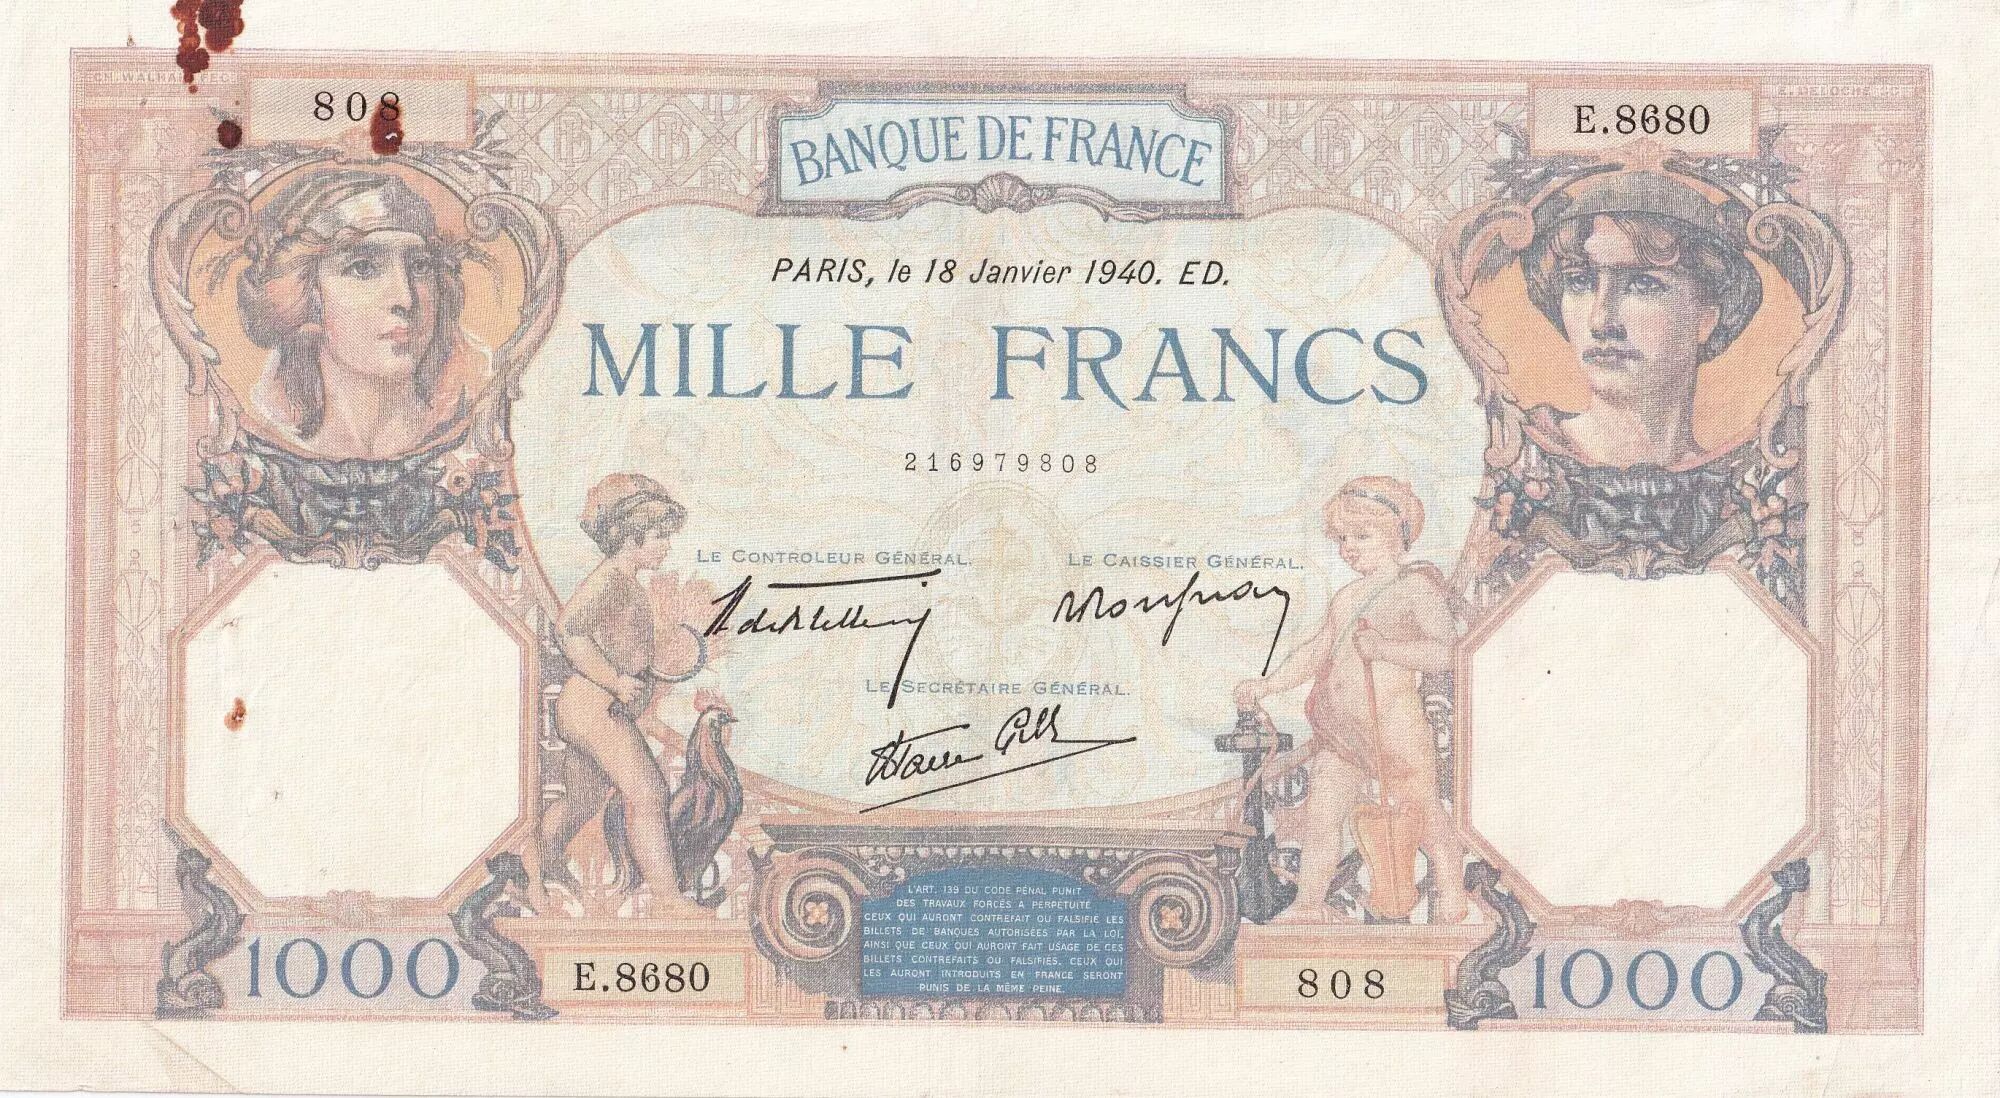 808
E.8680
BANQUE DE FRANCE
PARIS, le 18 Janvier 1940. ED.
MILLE FRANCS
216979808
LE CONTROLEUR GÉNÉRAL.
LE CAISSIER GÉNÉRAL.
LE SECRÉTAIRE GÉNÉRAL.
L'ART. 139 DU CODE PÉNAL PUNIT
DES TRAVAUX FORCÉS A PERPÉTUITÉ
CEUX QUI AURONT CONTREFAIT OU FALSIFIÉ LES
BILLETS DE BANQUES AUTORISÉES PAR LA LOI,
AINSI QUE CEUX QUI AURONT FAIT USAGE DE CES
BILLETS CONTREFAITS OU FALSIFIÉS. CEUX QUI
LES AURONT INTRODUITS EN FRANCE SERONT
PUNIS DE LA MÊME PEINE.
1000
E.8680
808
1000